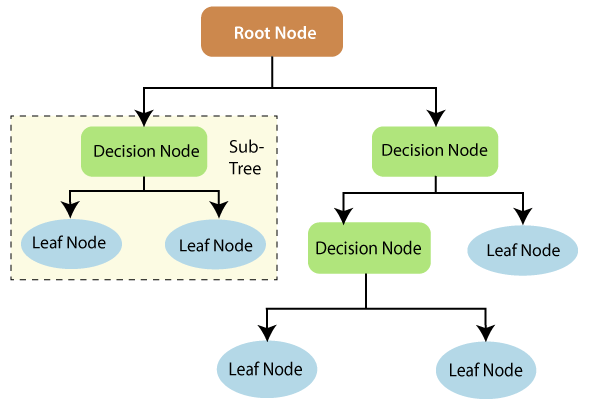 Root Node
Decision Node
Sub-
Tree
Decision Node
Leaf Node
Leaf Node
Decision Node
Leaf Node
Leaf Node
Leaf Node